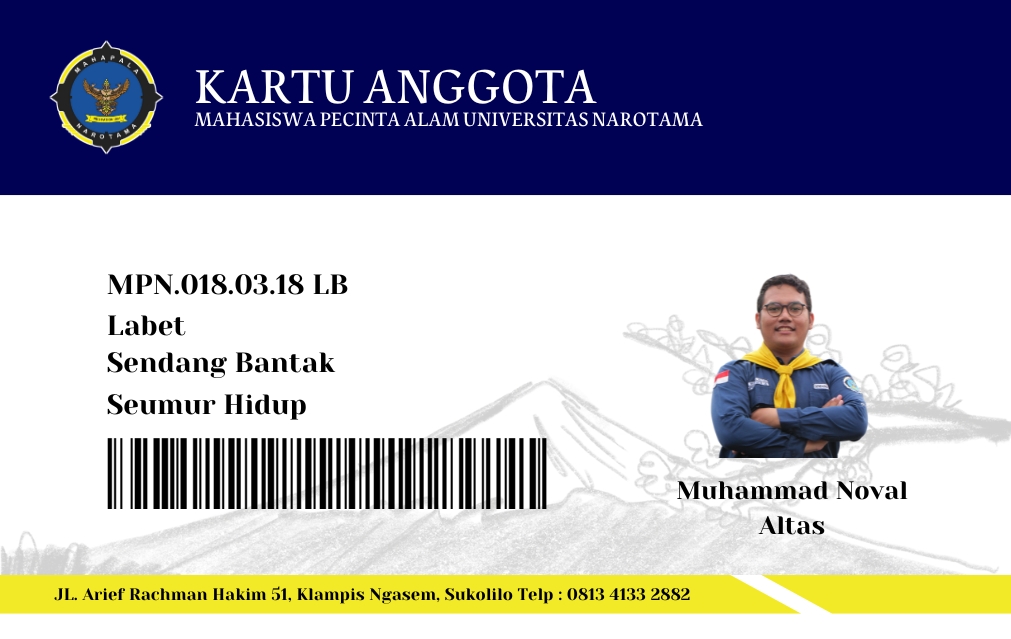 MAHAPALA
NAROTAMA
KARTU ANGGOTA
MAHASISWA PECINTA ALAM UNIVERSITAS NAROTAMA
MPN.018.03.18 LB
Labet
Sendang Bantak
Seumur Hidup
Muhammad Noval
Altas
JL. Arief Rachman Hakim 51, Klampis Ngasem, Sukolilo Telp : 0813 4133 2882